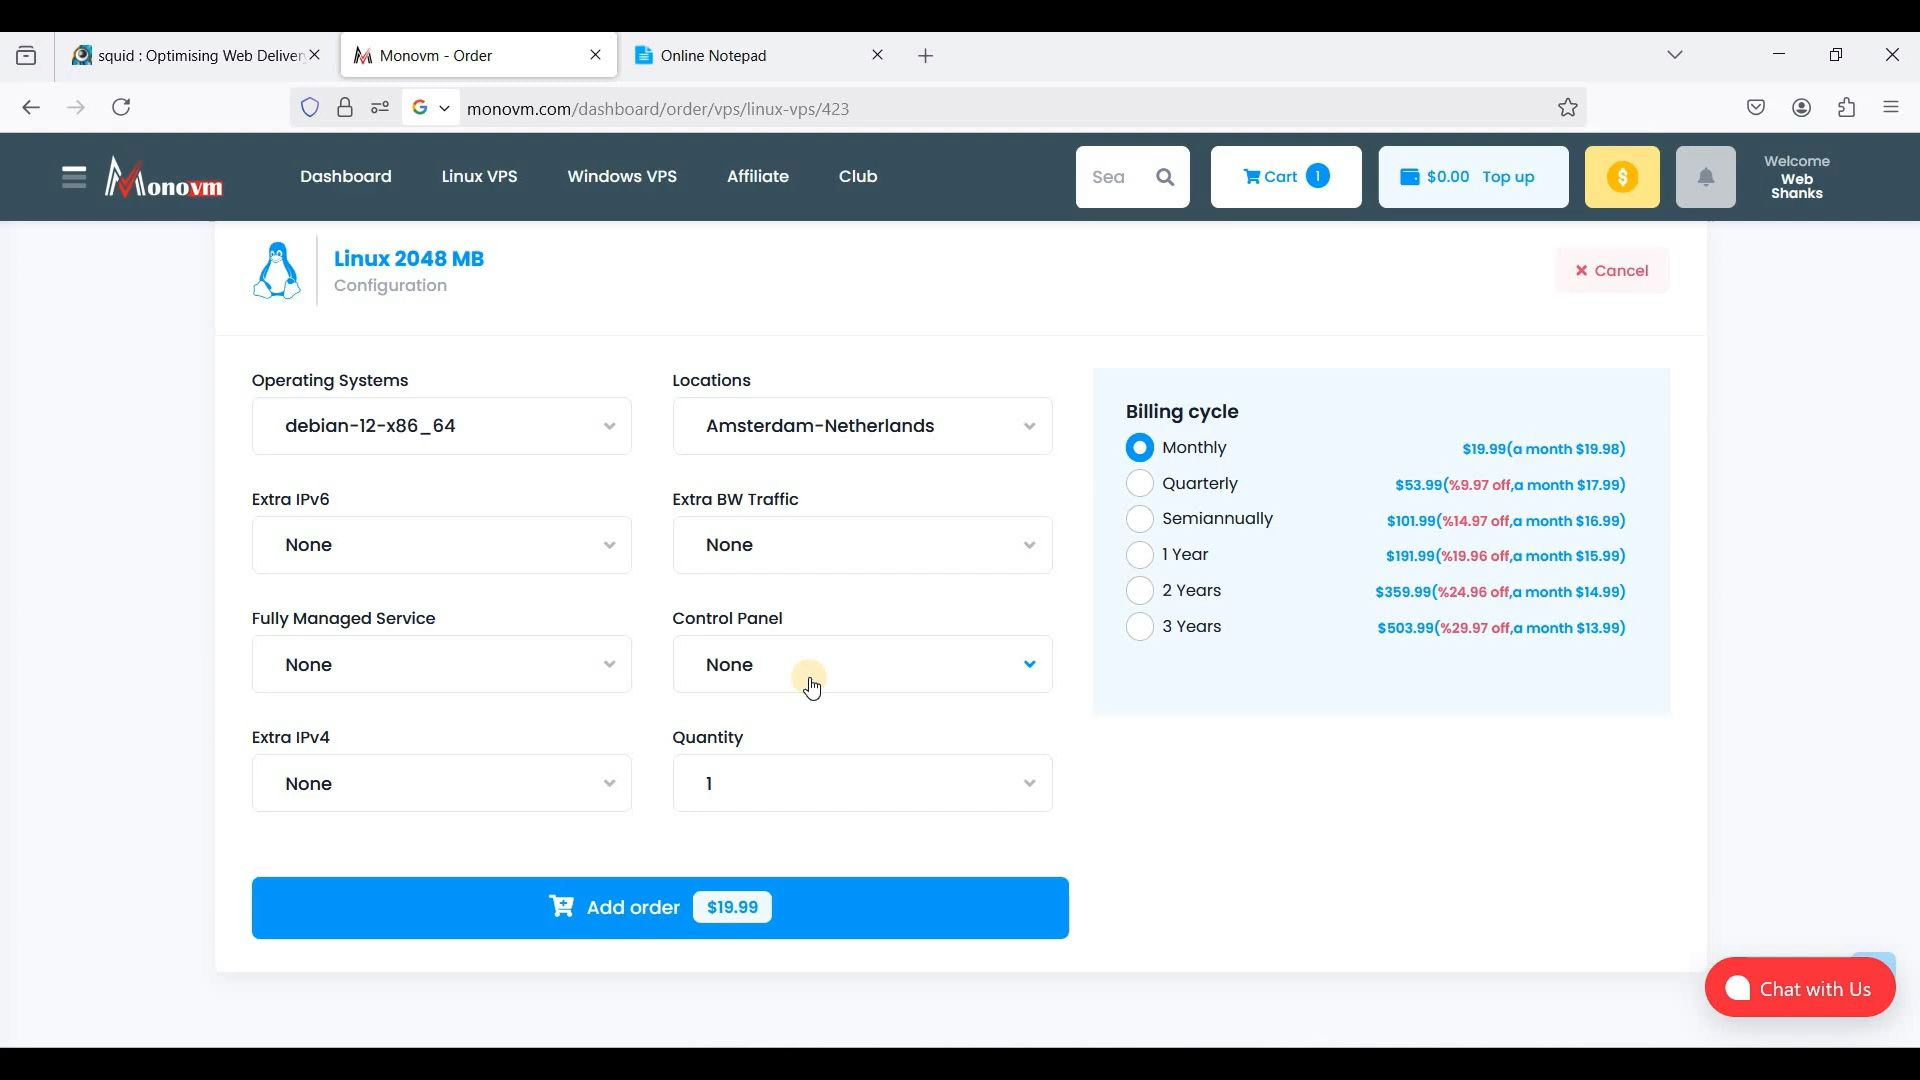 squid : Optimising Web Deliver
Monovm - Order
Online Notepad
monovm.com/dashboard/order/vps/linux-vps/423
Monovm
Dashboard
Linux VPS
Windows VPS
Affiliate
Club
Sea
Cart 1
$0.00 Top up
$
Welcome
Web
Shanks
Linux 2048 MB
Configuration
Cancel
Operating Systems
debian-12-x86_64
Locations
Amsterdam-Netherlands
Extra IPv6
None
Extra BW Traffic
None
Fully Managed Service
None
Control Panel
None
Extra IPv4
None
Quantity
1
Billing cycle
Monthly $19.99(a month $19.98)
Quarterly $53.99(%9.97 off,a month $17.99)
Semiannually $101.99(%14.97 off,a month $16.99)
1 Year $191.99(%19.96 off,a month $15.99)
2 Years $359.99(%24.96 off,a month $14.99)
3 Years $503.99(%29.97 off,a month $13.99)
Add order $19.99
Chat with Us